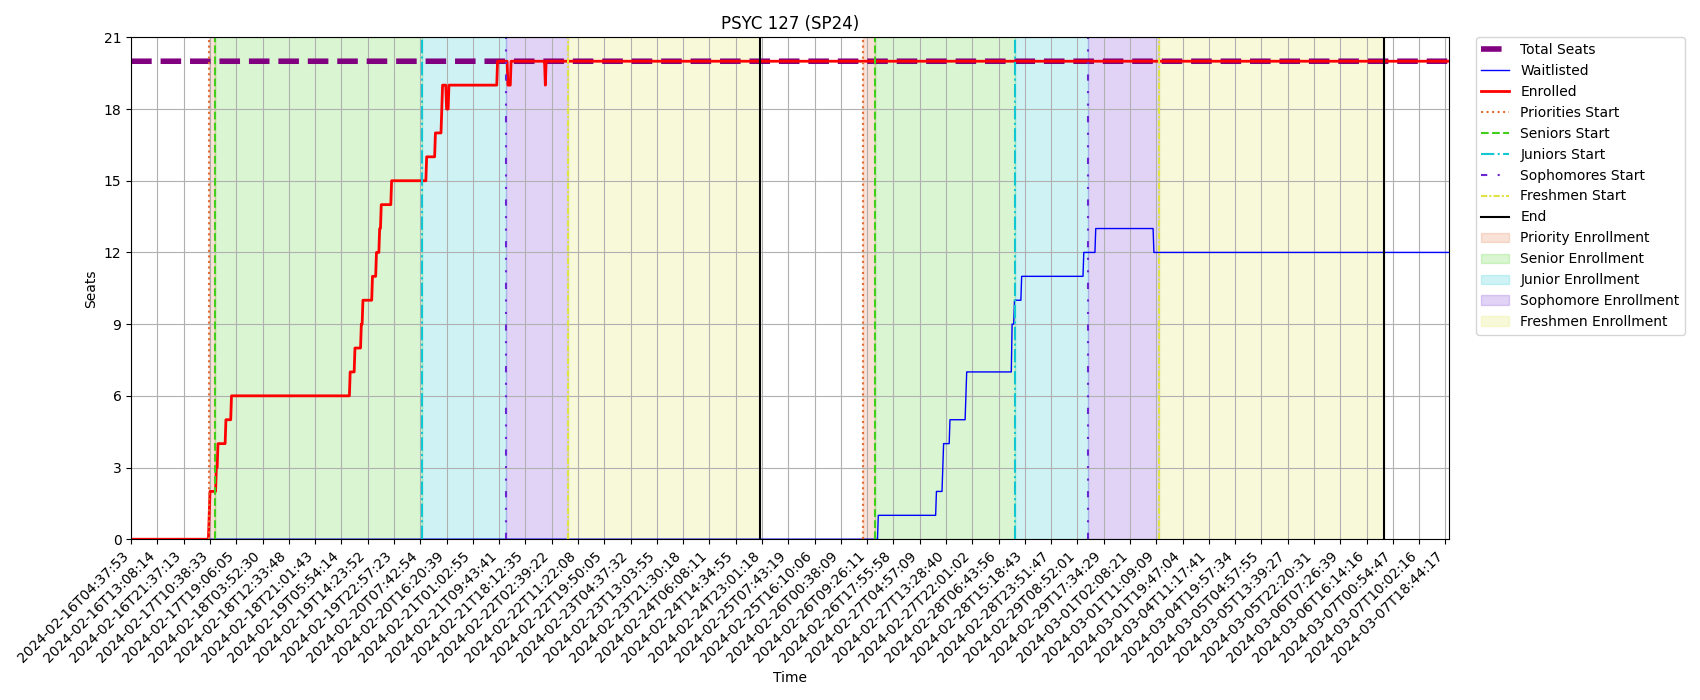 PSYC 127 (SP24)
21
18
15
12
9
6
3
0
Seats
2024-02-16T04:37:53
2024-02-16T13:08:14
2024-02-16T21:37:13
2024-02-17T10:38:33
2024-02-17T19:06:05
2024-02-18T03:52:30
2024-02-18T12:33:48
2024-02-18T21:01:43
2024-02-19T05:54:14
2024-02-19T14:23:52
2024-02-19T22:57:23
2024-02-20T07:42:54
2024-02-20T16:20:39
2024-02-21T01:02:55
2024-02-21T09:43:41
2024-02-21T18:12:35
2024-02-22T02:39:22
2024-02-22T11:22:08
2024-02-22T19:50:05
2024-02-23T04:37:32
2024-02-23T13:03:55
2024-02-23T21:30:18
2024-02-24T06:08:11
2024-02-24T14:34:55
2024-02-24T23:01:18
2024-02-25T07:43:19
2024-02-25T16:10:06
2024-02-26T00:38:09
2024-02-26T09:26:11
2024-02-26T17:55:58
2024-02-27T04:57:09
2024-02-27T13:28:40
2024-02-27T22:01:02
2024-02-28T06:43:56
2024-02-28T15:18:43
2024-02-28T23:51:47
2024-02-29T08:52:01
2024-02-29T17:34:29
2024-03-01T02:08:21
2024-03-01T11:09:09
2024-03-01T19:47:04
2024-03-04T11:17:41
2024-03-04T19:57:34
2024-03-05T04:57:55
2024-03-05T13:39:27
2024-03-05T22:20:31
2024-03-06T07:26:39
2024-03-06T16:14:16
2024-03-07T00:54:47
2024-03-07T10:02:16
2024-03-07T18:44:17
Time
Total Seats
Waitlisted
Enrolled
Priorities Start
Seniors Start
Juniors Start
Sophomores Start
Freshmen Start
End
Priority Enrollment
Senior Enrollment
Junior Enrollment
Sophomore Enrollment
Freshmen Enrollment